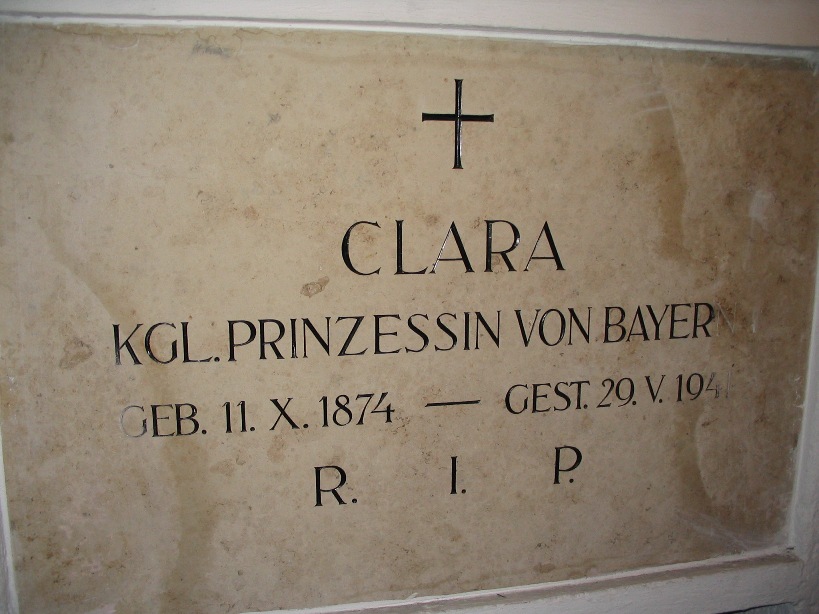 CLARA
KGL. PRINZESSIN VON BAYERN
GEB. 11. X. 1874 — GEST. 29. V. 1941
R. I. P.